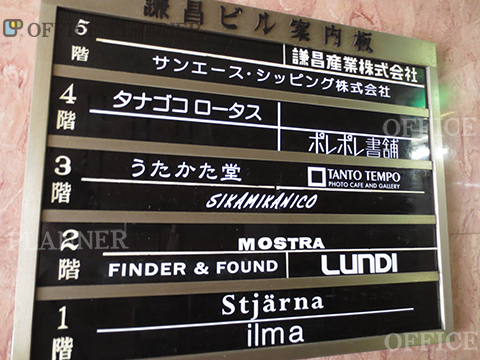 OFFICE PLANNER
謙昌ビル案内板
5階
謙昌産業株式会社
サンエース・シッピング株式会社
4階
タナゴコロータス
ポレポレ書舗
OFFICE
3階
うたかた堂
TANTO TEMPO
PHOTO CAFE AND GALLERY
SIKAMIKANICO
PLANNER
2階
MOSTRA
FINDER & FOUND
LUNDI
OFFICE
1階
Stjärna
ilma
OFFICE